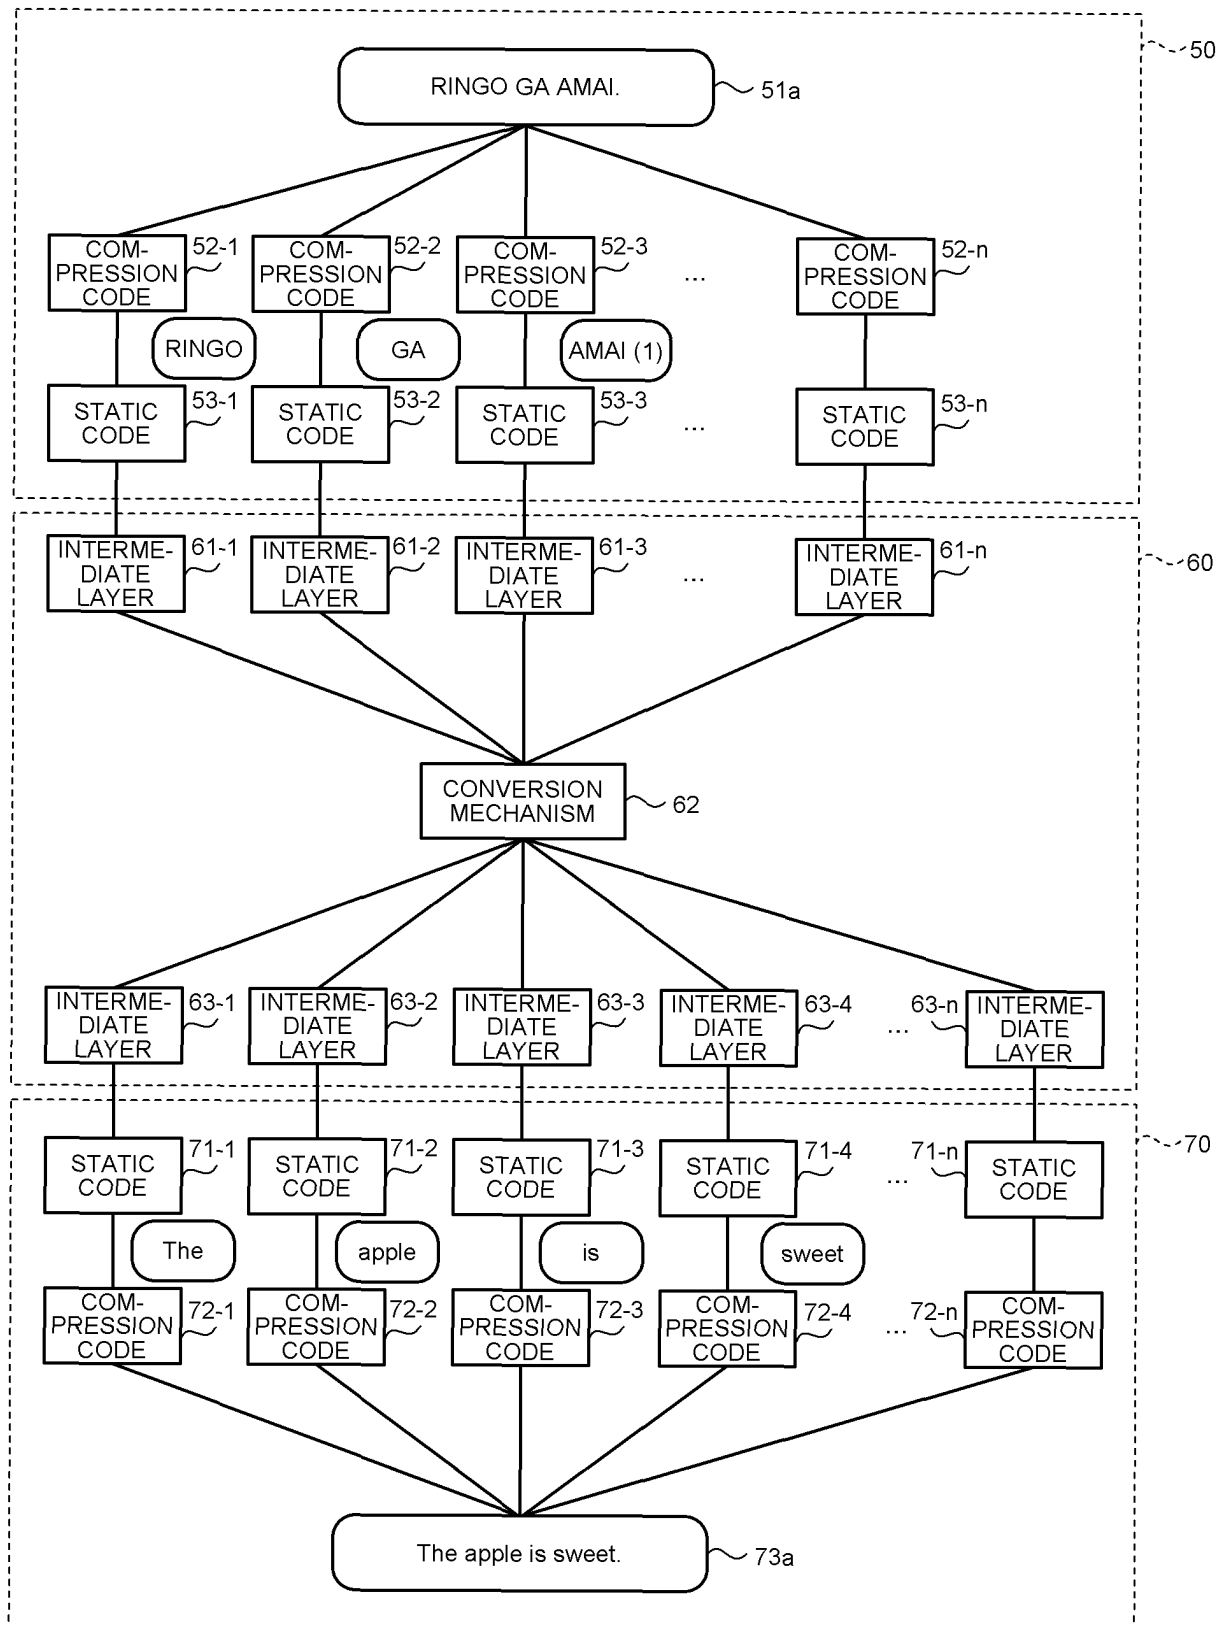 50
RINGO GA AMAI.
51a
COM-
PRESSION
CODE
52-1
COM-
PRESSION
CODE
52-2
COM-
PRESSION
CODE
52-3
...
COM-
PRESSION
CODE
52-n
RINGO
GA
AMAI (1)
STATIC
CODE
53-1
STATIC
CODE
53-2
STATIC
CODE
53-3
...
STATIC
CODE
53-n
60
INTERME-
DIATE
LAYER
61-1
INTERME-
DIATE
LAYER
61-2
INTERME-
DIATE
LAYER
61-3
...
INTERME-
DIATE
LAYER
61-n
CONVERSION
MECHANISM
62
INTERME-
DIATE
LAYER
63-1
INTERME-
DIATE
LAYER
63-2
INTERME-
DIATE
LAYER
63-3
INTERME-
DIATE
LAYER
63-4
...
63-n
INTERME-
DIATE
LAYER
70
STATIC
CODE
71-1
STATIC
CODE
71-2
STATIC
CODE
71-3
STATIC
CODE
71-4
...
71-n
STATIC
CODE
The
apple
is
sweet
COM-
PRESSION
CODE
72-1
COM-
PRESSION
CODE
72-2
COM-
PRESSION
CODE
72-3
COM-
PRESSION
CODE
72-4
...
72-n
COM-
PRESSION
CODE
The apple is sweet.
73a